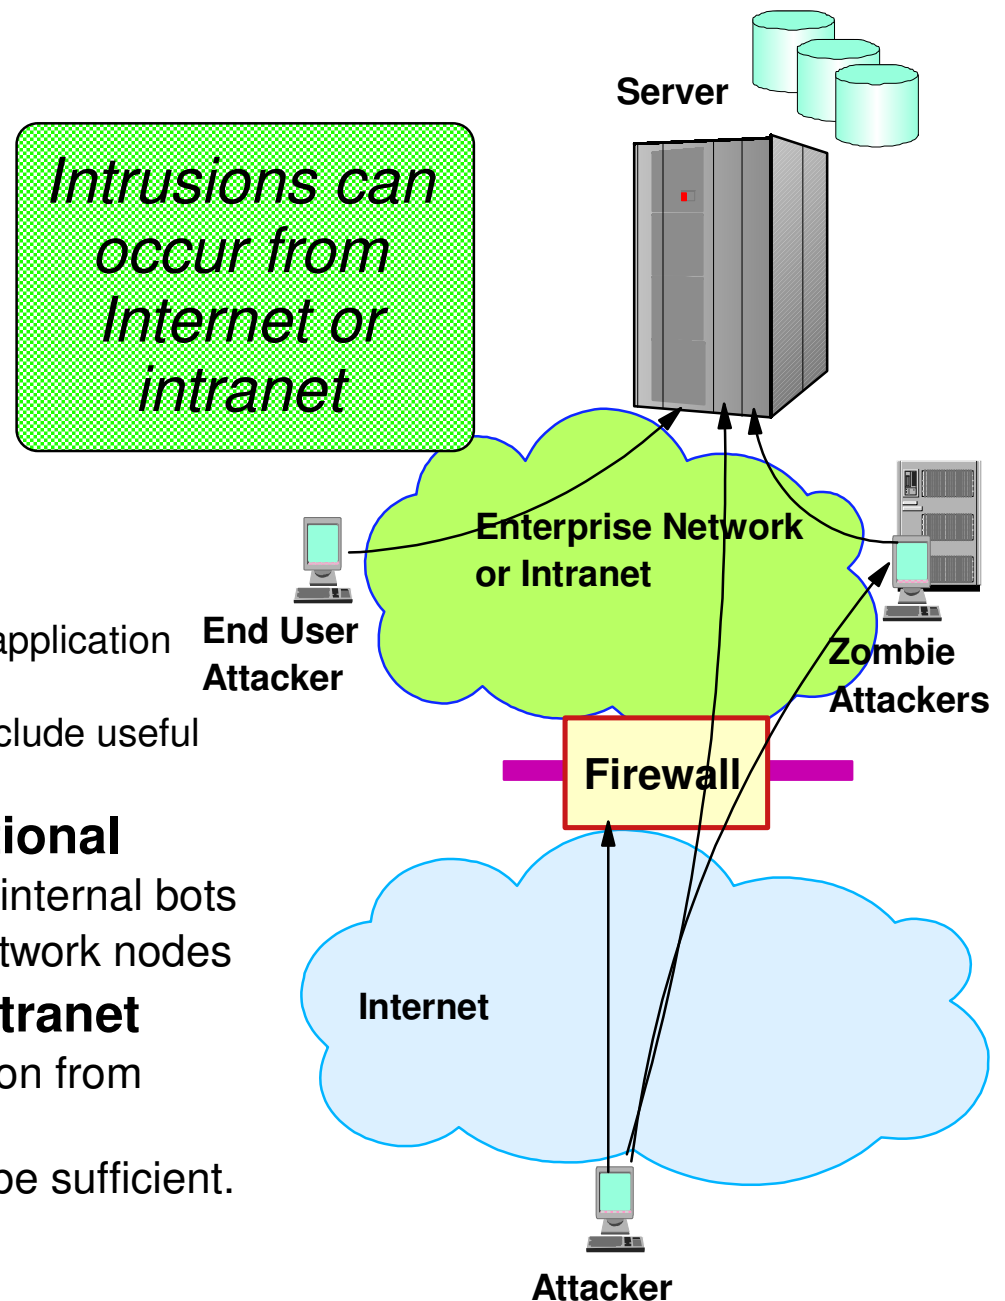 Server
Intrusions can
occur from
Internet or
intranet
Enterprise Network
or Intranet
End User
Attacker
Zombie
Attackers
application
clude useful
Firewall
tional
internal bots
twork nodes
tranet
Internet
on from
be sufficient.
Attacker